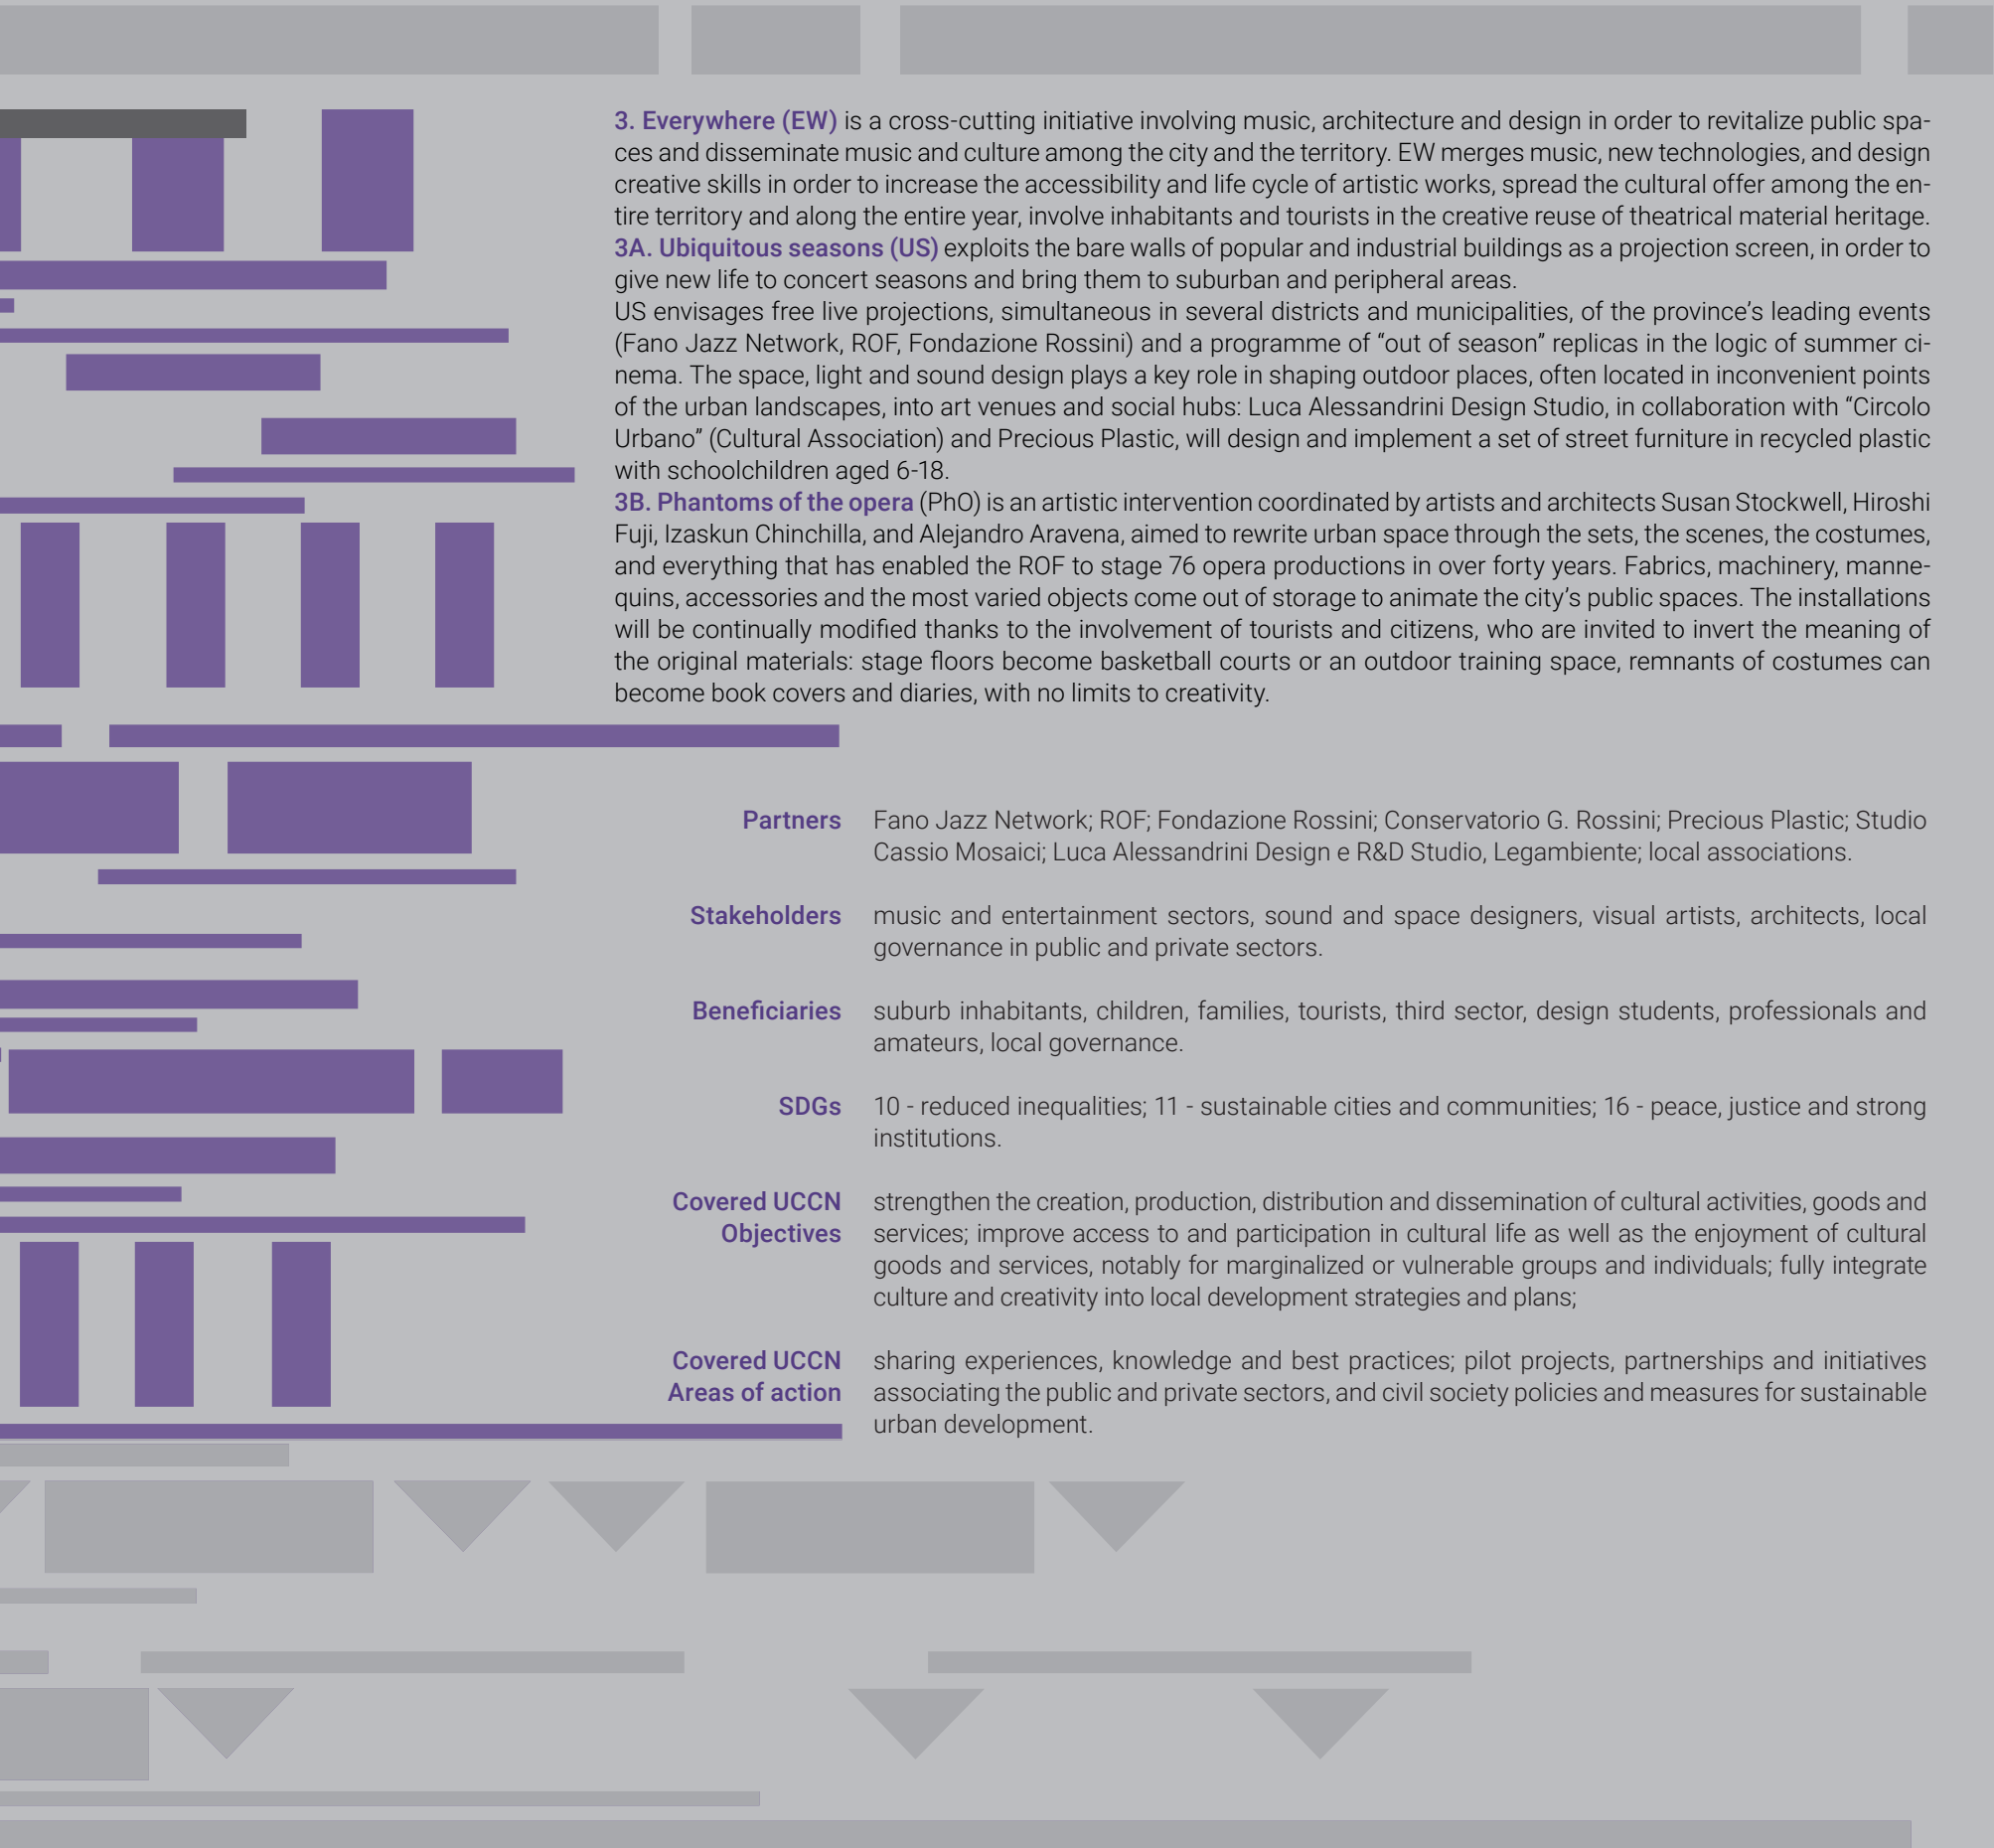 3. Everywhere (EW) is a cross-cutting initiative involving music, architecture and design in order to revitalize public spa-
ces and disseminate music and culture among the city and the territory. EW merges music, new technologies, and design
creative skills in order to increase the accessibility and life cycle of artistic works, spread the cultural offer among the en-
tire territory and along the entire year, involve inhabitants and tourists in the creative reuse of theatrical material heritage.
3A. Ubiquitous seasons (US) exploits the bare walls of popular and industrial buildings as a projection screen, in order to
give new life to concert seasons and bring them to suburban and peripheral areas.
US envisages free live projections, simultaneous in several districts and municipalities, of the province's leading events
(Fano Jazz Network, ROF, Fondazione Rossini) and a programme of “out of season” replicas in the logic of summer ci-
nema. The space, light and sound design plays a key role in shaping outdoor places, often located in inconvenient points
of the urban landscapes, into art venues and social hubs: Luca Alessandrini Design Studio, in collaboration with “Circolo
Urbano” (Cultural Association) and Precious Plastic, will design and implement a set of street furniture in recycled plastic
with schoolchildren aged 6-18.
3B. Phantoms of the opera (PhO) is an artistic intervention coordinated by artists and architects Susan Stockwell, Hiroshi
Fuji, Izaskun Chinchilla, and Alejandro Aravena, aimed to rewrite urban space through the sets, the scenes, the costumes,
and everything that has enabled the ROF to stage 76 opera productions in over forty years. Fabrics, machinery, manne-
quins, accessories and the most varied objects come out of storage to animate the city's public spaces. The installations
will be continually modified thanks to the involvement of tourists and citizens, who are invited to invert the meaning of
the original materials: stage floors become basketball courts or an outdoor training space, remnants of costumes can
become book covers and diaries, with no limits to creativity.
Partners Fano Jazz Network; ROF; Fondazione Rossini; Conservatorio G. Rossini; Precious Plastic; Studio
Cassio Mosaici; Luca Alessandrini Design e R&D Studio, Legambiente; local associations.
Stakeholders music and entertainment sectors, sound and space designers, visual artists, architects, local
governance in public and private sectors.
Beneficiaries suburb inhabitants, children, families, tourists, third sector, design students, professionals and
amateurs, local governance.
SDGs 10 - reduced inequalities; 11 - sustainable cities and communities; 16 - peace, justice and strong
institutions.
Covered UCCN strengthen the creation, production, distribution and dissemination of cultural activities, goods and
Objectives services; improve access to and participation in cultural life as well as the enjoyment of cultural
goods and services, notably for marginalized or vulnerable groups and individuals; fully integrate
culture and creativity into local development strategies and plans;
Covered UCCN sharing experiences, knowledge and best practices; pilot projects, partnerships and initiatives
Areas of action associating the public and private sectors, and civil society policies and measures for sustainable
urban development.